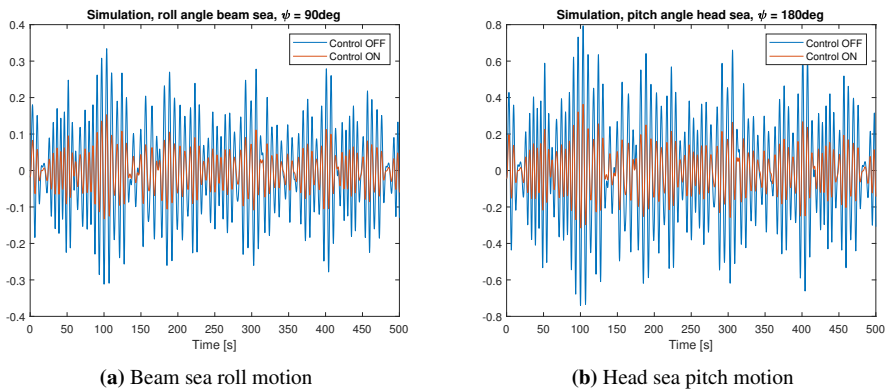 Simulation, roll angle beam sea, ψ = 90deg
0.4
0.3
0.2
0.1
0
-0.1
-0.2
-0.3
-0.4
Control OFF
Control ON
0 50 100 150 200 250 300 350 400 450 500
Time [s]
(a) Beam sea roll motion
Simulation, pitch angle head sea, ψ = 180deg
0.8
0.6
0.4
0.2
0
-0.2
-0.4
-0.6
-0.8
Control OFF
Control ON
0 50 100 150 200 250 300 350 400 450 500
Time [s]
(b) Head sea pitch motion